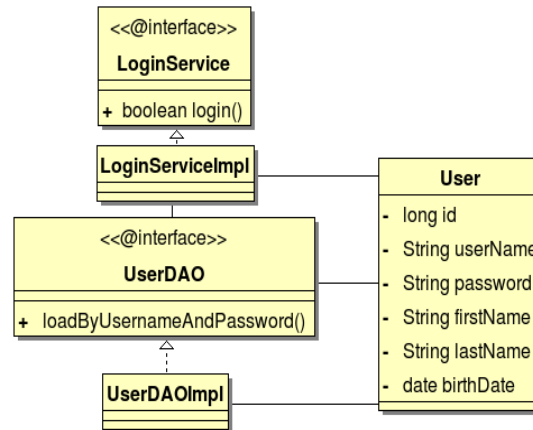 <<@interface>>
LoginService
+ boolean login()
LoginServiceImpl
<<@interface>>
UserDAO
+ loadByUsernameAndPassword()
UserDAOImpl
User
- long id
- String userName
- String password
- String firstName
- String lastName
- date birthDate